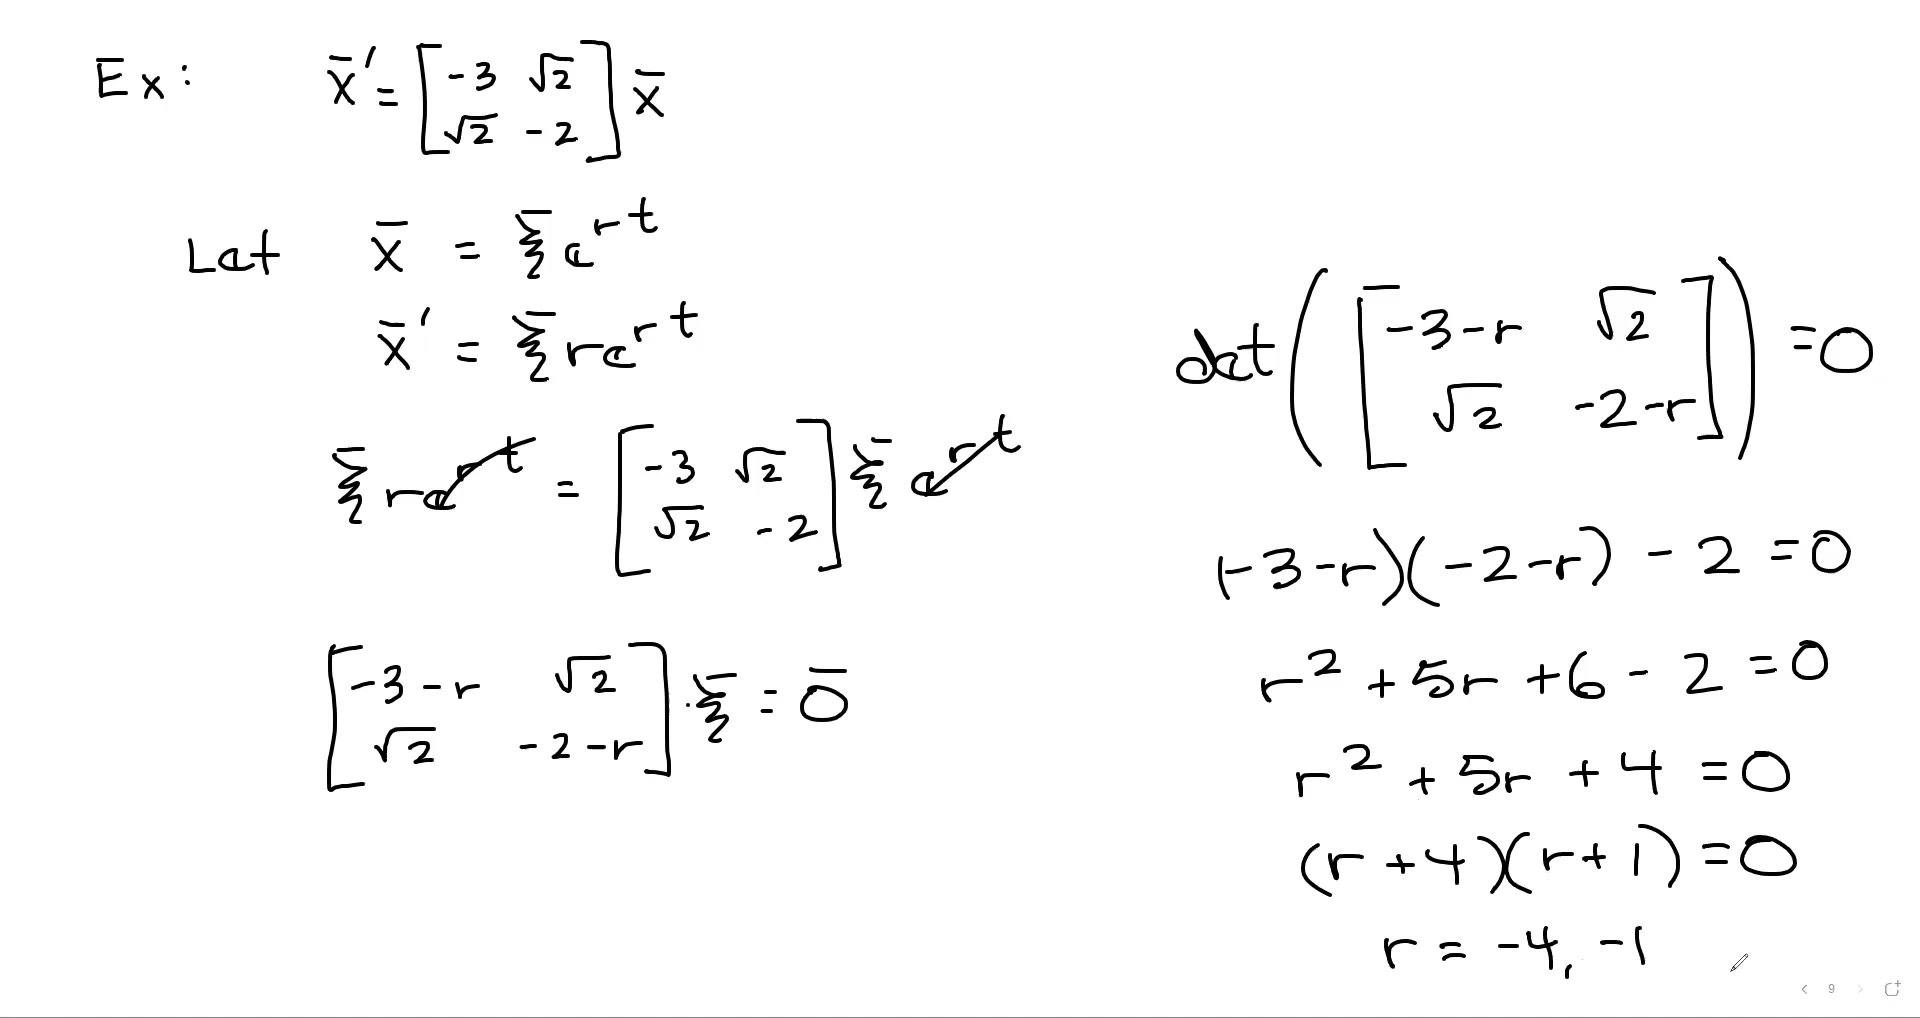 Ex: x̄' = [-3 √2; √2 -2] x̄
Let x̄ = ξ̄e^{rt}
x̄' = ξ̄re^{rt}
ξ̄re^{rt} = [-3 √2; √2 -2] ξ̄e^{rt}
[-3-r √2; √2 -2-r] · ξ̄ = 0̄
det([-3-r √2; √2 -2-r]) = 0
(-3-r)(-2-r) - 2 = 0
r² + 5r + 6 - 2 = 0
r² + 5r + 4 = 0
(r + 4)(r + 1) = 0
r = -4, -1
9